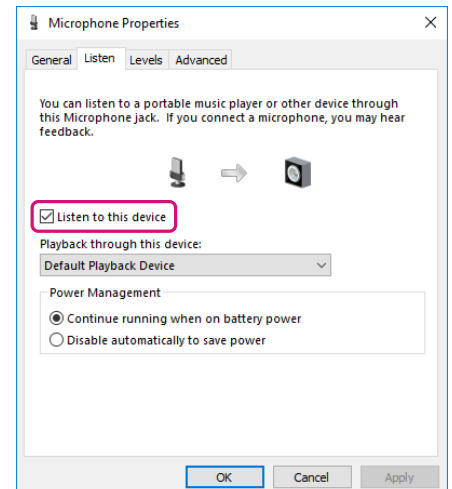 Microphone Properties
General Listen Levels Advanced
You can listen to a portable music player or other device through
this Microphone jack. If you connect a microphone, you may hear
feedback.
Listen to this device
Playback through this device:
Default Playback Device
Power Management
Continue running when on battery power
Disable automatically to save power
OK Cancel Apply